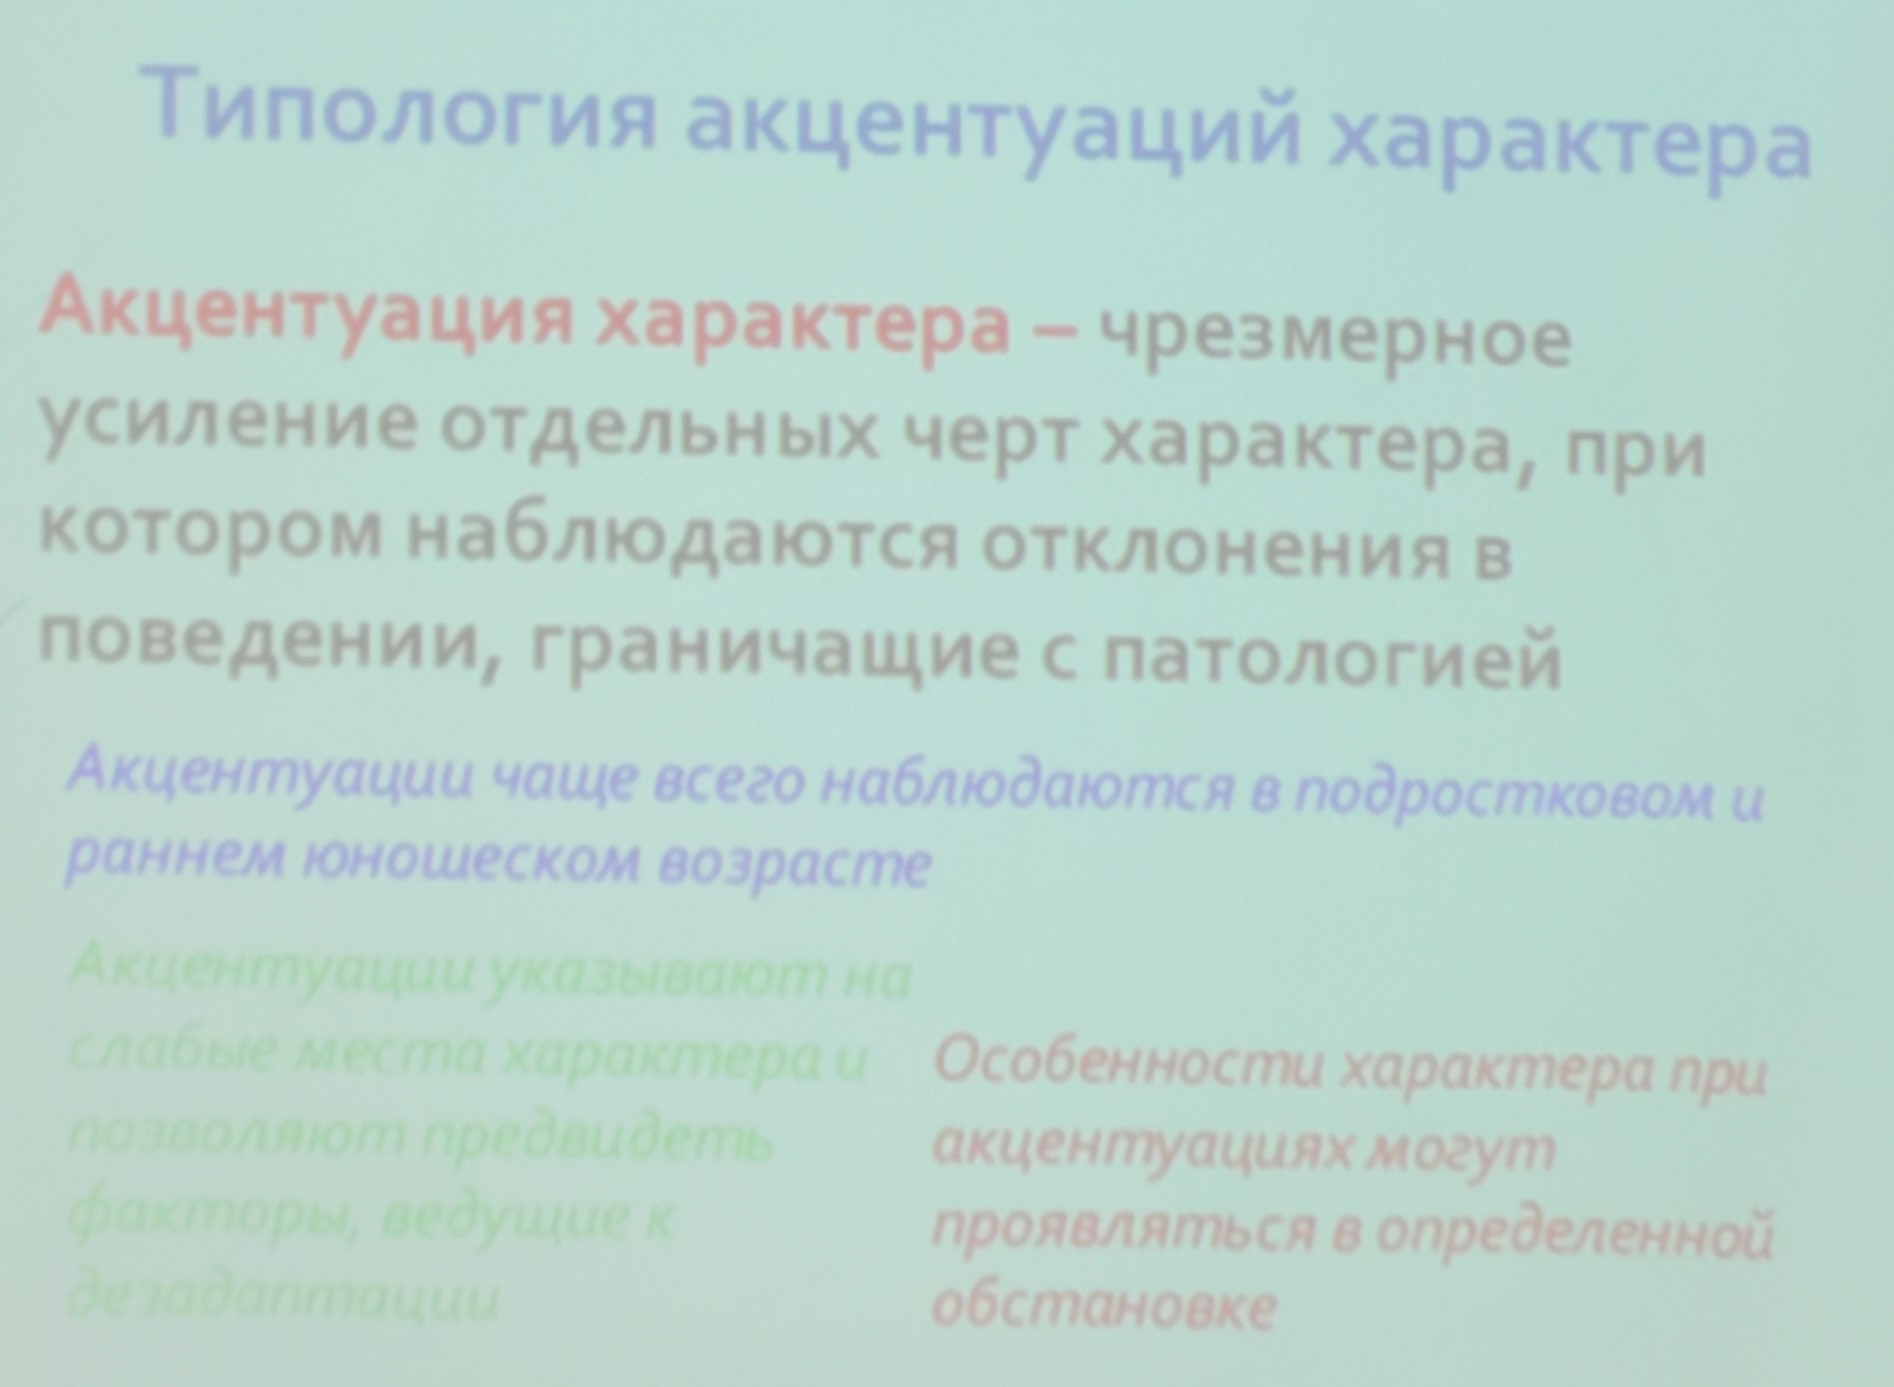 Типология акцентуаций характера
Акцентуация характера – чрезмерное
усиление отдельных черт характера, при
котором наблюдаются отклонения в
поведении, граничащие с патологией
Акцентуации чаще всего наблюдаются в подростковом и
раннем юношеском возрасте
Акцентуации указывают на
слабые места характера и
позволяют предвидеть
факторы, ведущие к
дезадаптации
Особенности характера при
акцентуациях могут
проявляться в определенной
обстановке